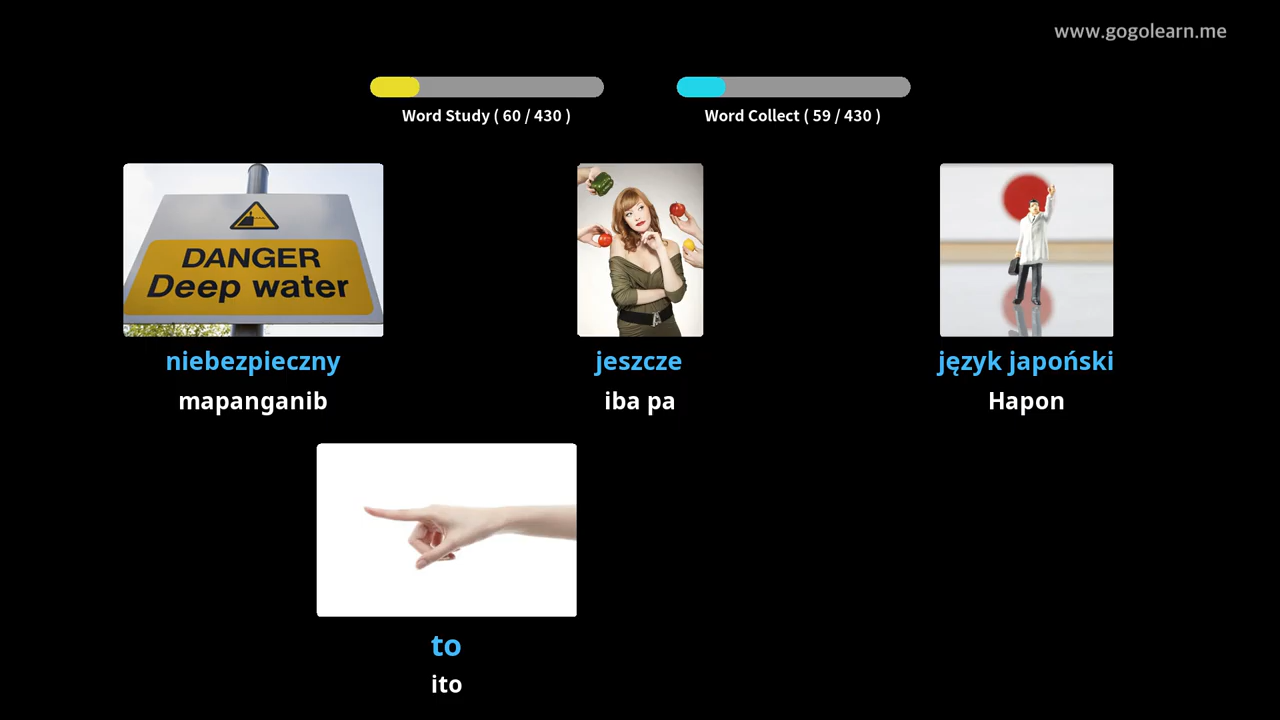 www.gogolearn.me
Word Study ( 60 / 430 )
Word Collect ( 59 / 430 )
DANGER
Deep water
niebezpieczny
mapanganib
jeszcze
iba pa
język japoński
Hapon
to
ito